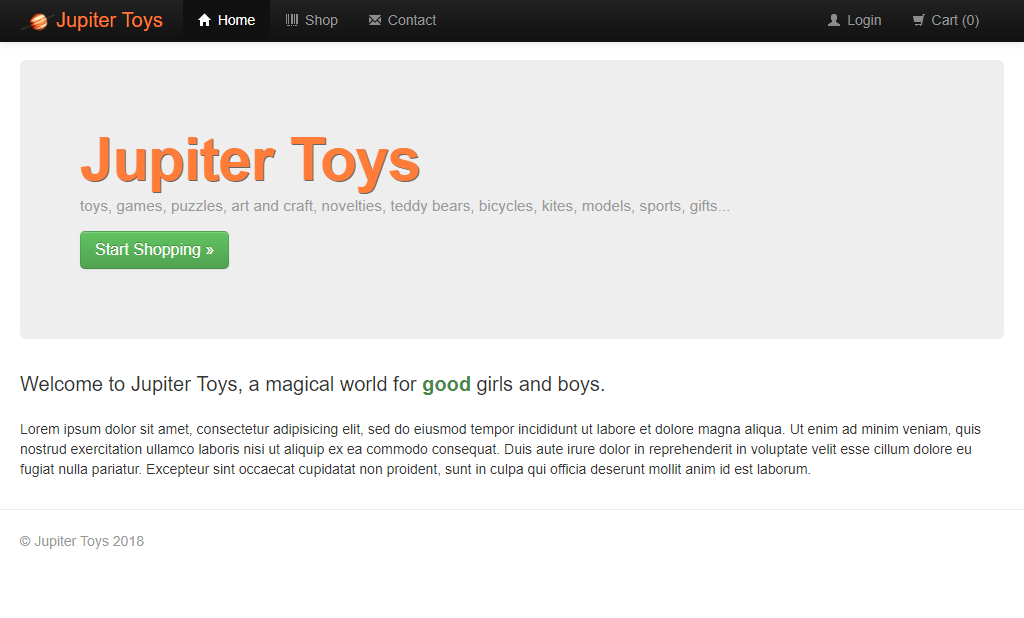 Jupiter Toys Home Shop Contact Login Cart (0)
Jupiter Toys
toys, games, puzzles, art and craft, novelties, teddy bears, bicycles, kites, models, sports, gifts...
Start Shopping »
Welcome to Jupiter Toys, a magical world for good girls and boys.
Lorem ipsum dolor sit amet, consectetur adipisicing elit, sed do eiusmod tempor incididunt ut labore et dolore magna aliqua. Ut enim ad minim veniam, quis
nostrud exercitation ullamco laboris nisi ut aliquip ex ea commodo consequat. Duis aute irure dolor in reprehenderit in voluptate velit esse cillum dolore eu
fugiat nulla pariatur. Excepteur sint occaecat cupidatat non proident, sunt in culpa qui officia deserunt mollit anim id est laborum.
© Jupiter Toys 2018